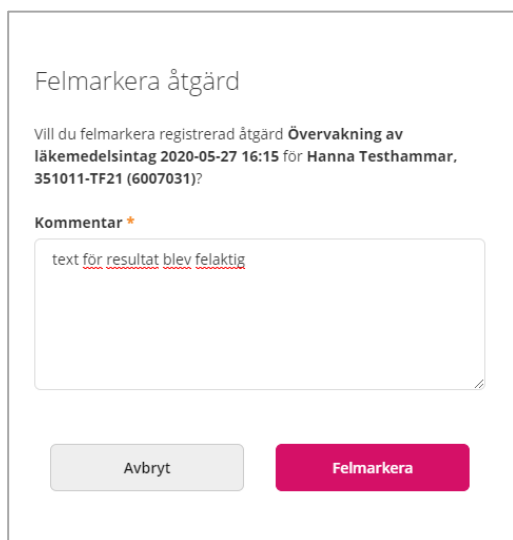 Felmarkera åtgärd
Vill du felmarkera registrerad åtgärd Övervakning av
läkemedelsintag 2020-05-27 16:15 för Hanna Testhammar,
351011-TF21 (6007031)?
Kommentar *
text för resultat blev felaktig
Avbryt
Felmarkera